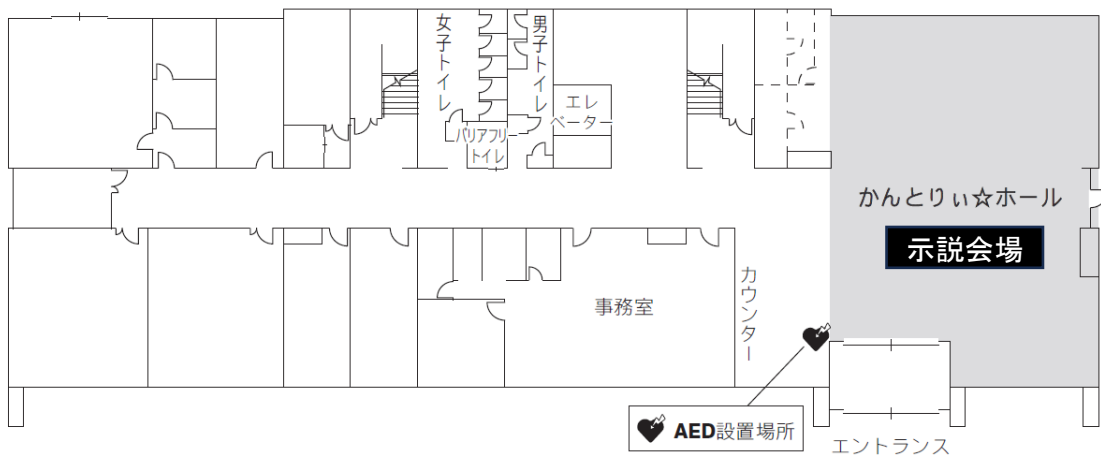 女子トイレ
男子トイレ
エレ
ベーター
バリアフリー
トイレ
かんとりぃ☆ホール
示説会場
カウンター
事務室
AED設置場所
エントランス